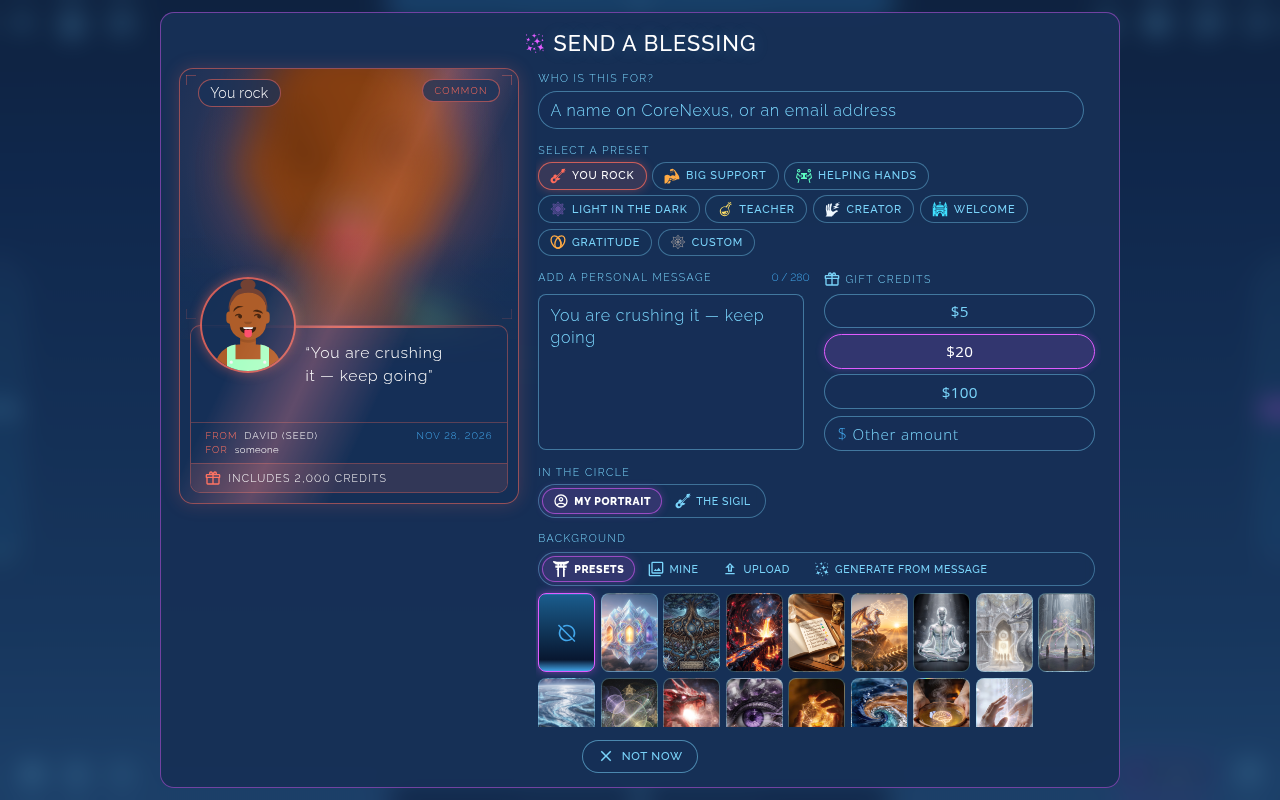 SEND A BLESSING
You rock
COMMON
“You are crushing
it — keep going”
FROM DAVID (SEED)
NOV 28, 2026
FOR someone
INCLUDES 2,000 CREDITS
WHO IS THIS FOR?
A name on CoreNexus, or an email address
SELECT A PRESET
YOU ROCK
BIG SUPPORT
HELPING HANDS
LIGHT IN THE DARK
TEACHER
CREATOR
WELCOME
GRATITUDE
CUSTOM
ADD A PERSONAL MESSAGE
0 / 280
You are crushing it — keep
going
GIFT CREDITS
$5
$20
$100
$ Other amount
IN THE CIRCLE
MY PORTRAIT
THE SIGIL
BACKGROUND
PRESETS
MINE
UPLOAD
GENERATE FROM MESSAGE
NOT NOW